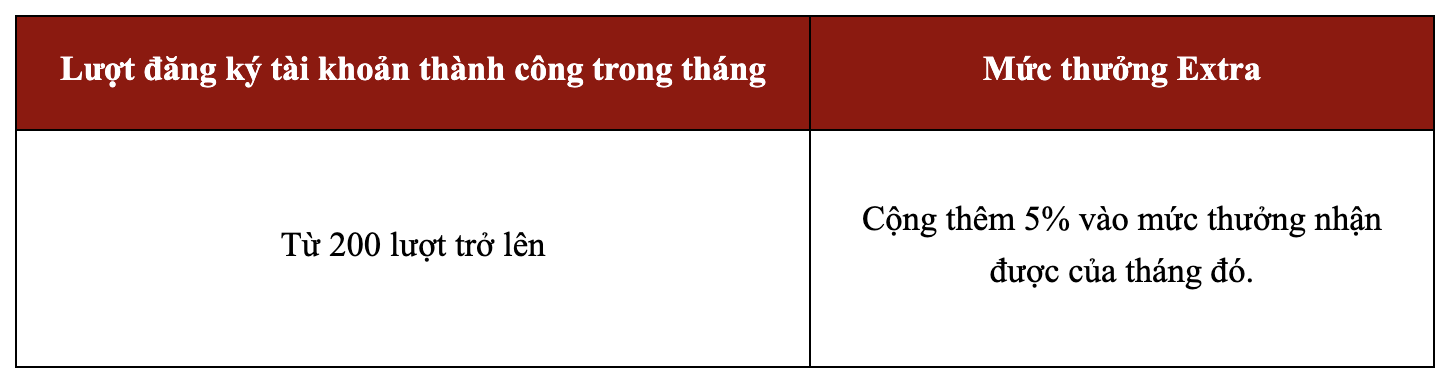 Lượt đăng ký tài khoản thành công trong tháng
Mức thưởng Extra
Từ 200 lượt trở lên
Cộng thêm 5% vào mức thưởng nhận
được của tháng đó.